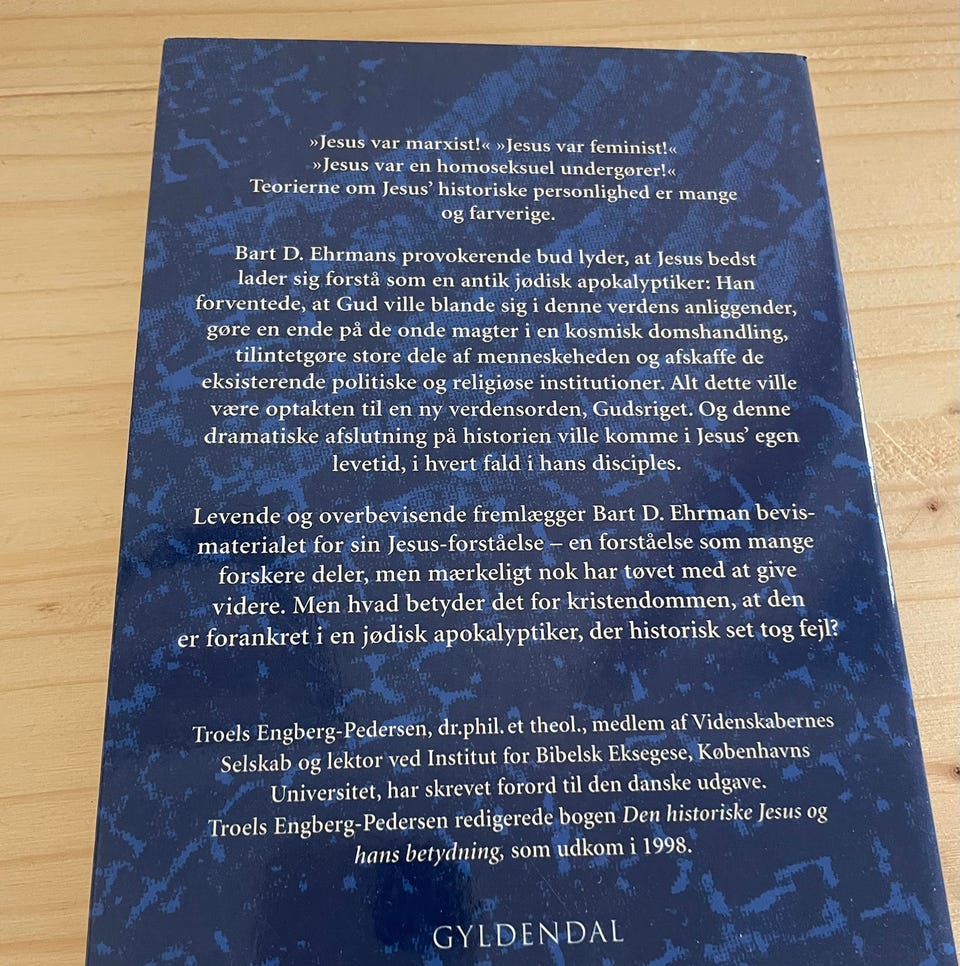 »Jesus var marxist!« »Jesus var feminist!«
»Jesus var en homoseksuel undergører!«
Teorierne om Jesus’ historiske personlighed er mange
og farverige.
Bart D. Ehrmans provokerende bud lyder, at Jesus bedst
lader sig forstå som en antik jødisk apokalyptiker: Han
forventede, at Gud ville blande sig i denne verdens anliggender,
gøre en ende på de onde magter i en kosmisk domshandling,
tilintetgøre store dele af menneskeheden og afskaffe de
eksisterende politiske og religiøse institutioner. Alt dette ville
være optakten til en ny verdensorden, Gudsriget. Og denne
dramatiske afslutning på historien ville komme i Jesus’ egen
levetid, i hvert fald i hans disciples.
Levende og overbevisende fremlægger Bart D. Ehrman bevis-
materialet for sin Jesus-forståelse – en forståelse som mange
forskere deler, men mærkeligt nok har tøvet med at give
videre. Men hvad betyder det for kristendommen, at den
er forankret i en jødisk apokalyptiker, der historisk set tog fejl?
Troels Engberg-Pedersen, dr.phil. et theol., medlem af Videnskabernes
Selskab og lektor ved Institut for Bibelsk Eksegese, Københavns
Universitet, har skrevet forord til den danske udgave.
Troels Engberg-Pedersen redigerede bogen Den historiske Jesus og
hans betydning, som udkom i 1998.
GYLDENDAL